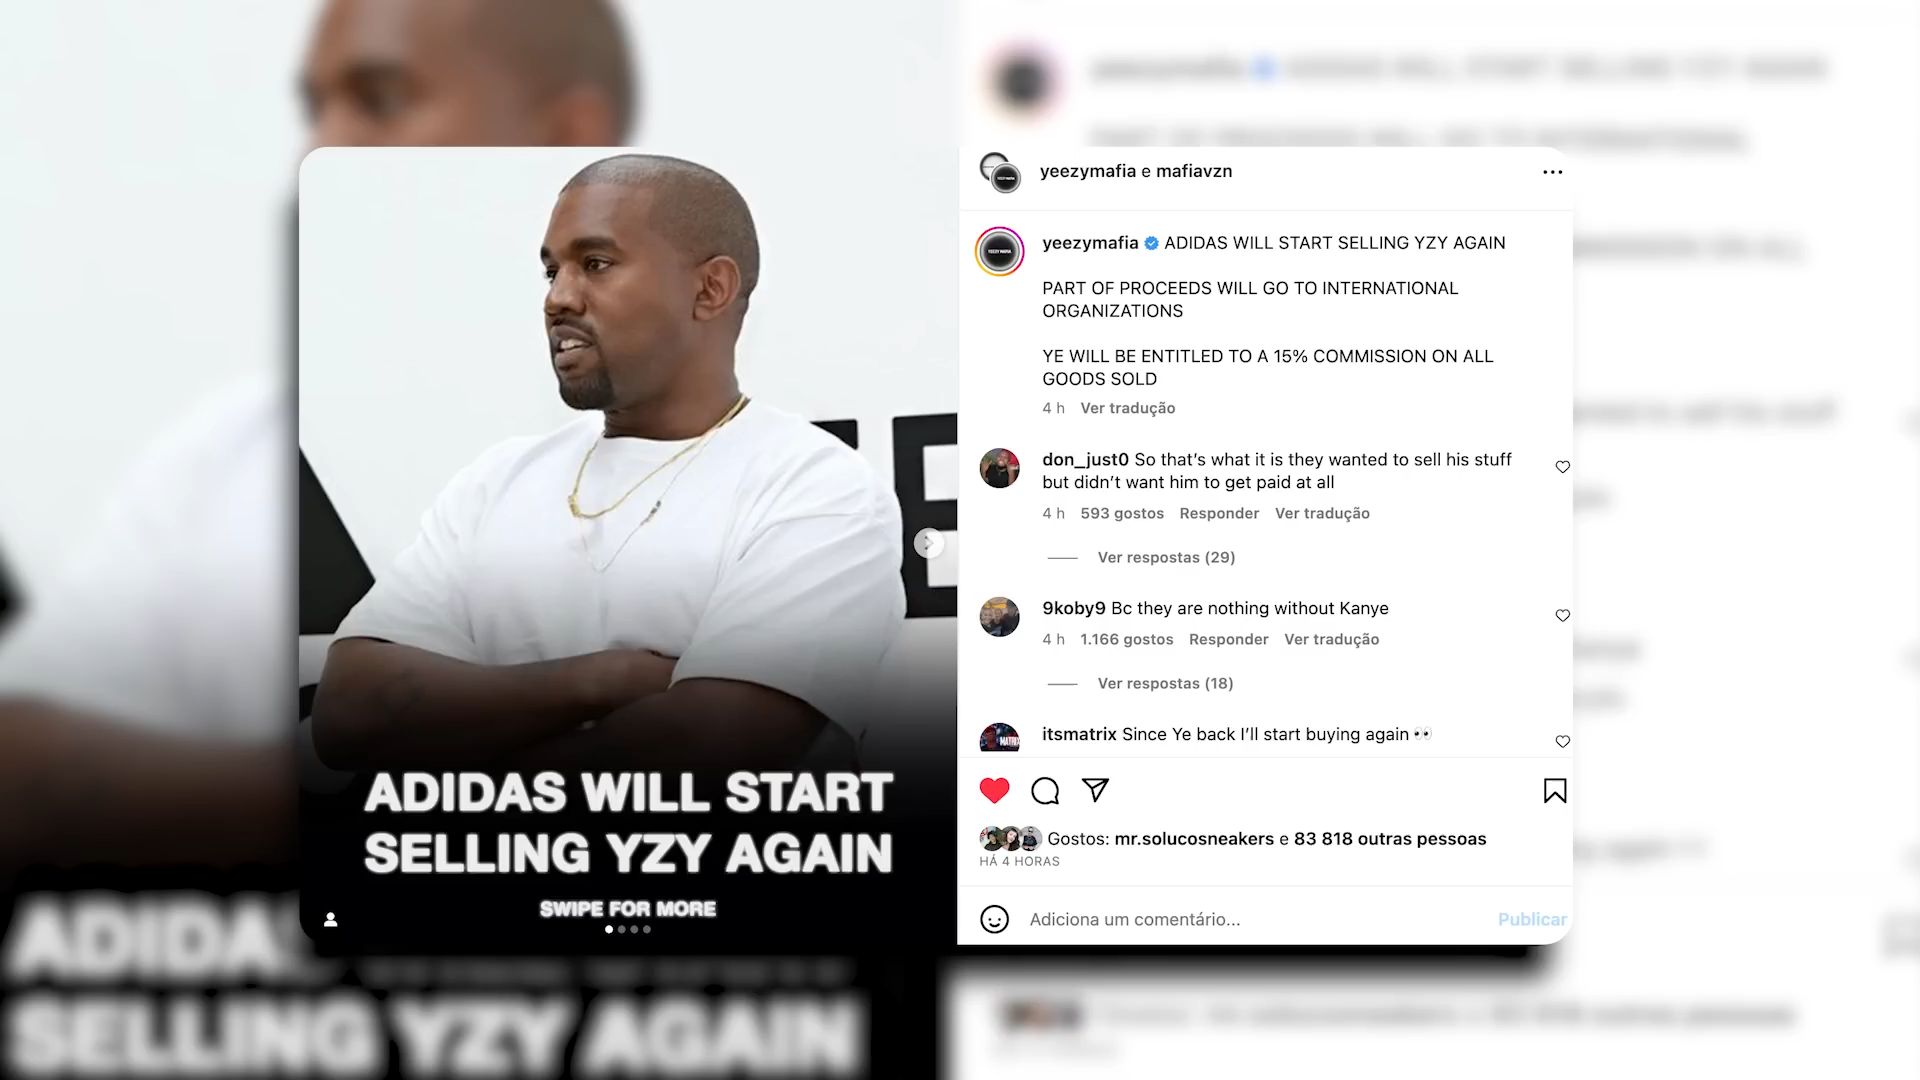 ADIDAS WILL START
SELLING YZY AGAIN
SWIPE FOR MORE
yeezymafia e mafiavzn
yeezymafia ADIDAS WILL START SELLING YZY AGAIN
PART OF PROCEEDS WILL GO TO INTERNATIONAL
ORGANIZATIONS
YE WILL BE ENTITLED TO A 15% COMMISSION ON ALL
GOODS SOLD
4 h Ver tradução
don_just0 So that’s what it is they wanted to sell his stuff
but didn’t want him to get paid at all
4 h 593 gostos Responder Ver tradução
Ver respostas (29)
9koby9 Bc they are nothing without Kanye
4 h 1.166 gostos Responder Ver tradução
Ver respostas (18)
itsmatrix Since Ye back I’ll start buying again 👀
Gostos: mr.solucosneakers e 83 818 outras pessoas
HÁ 4 HORAS
Adiciona um comentário... Publicar
ADIDAS
SELLING YZY AGAIN